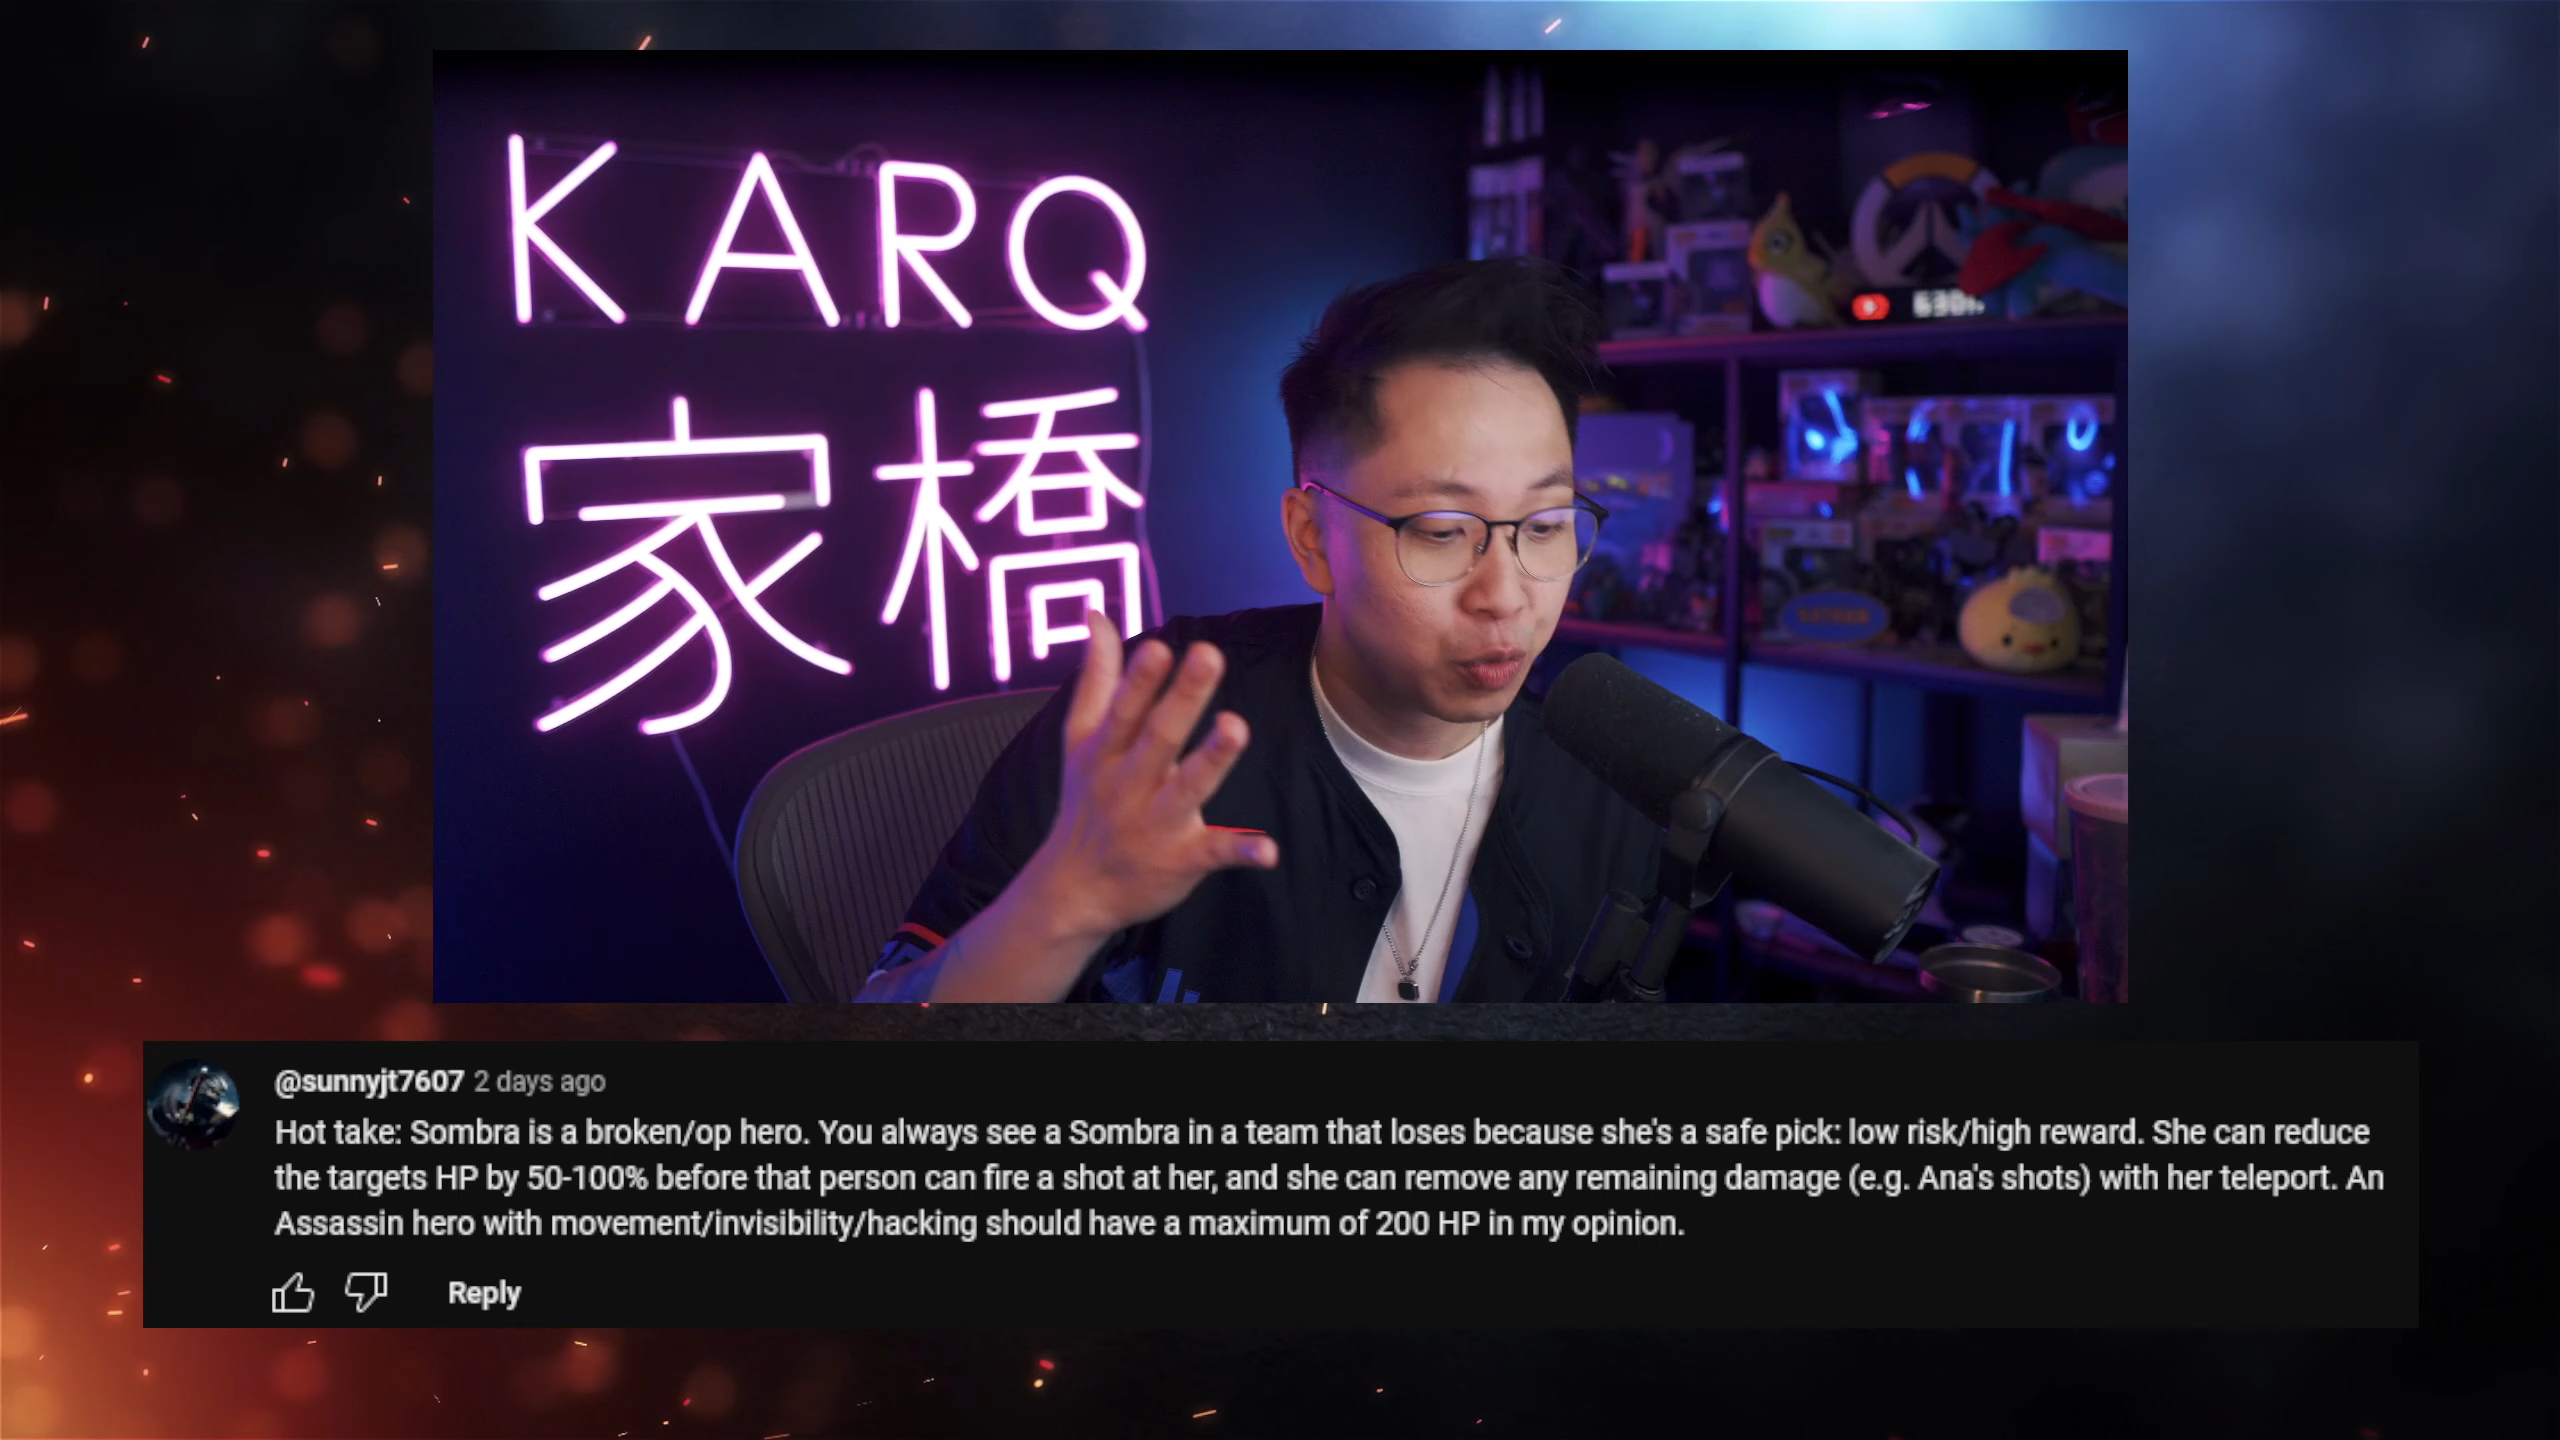 KARQ
家橋
@sunnyjt7607 2 days ago
Hot take: Sombra is a broken/op hero. You always see a Sombra in a team that loses because she's a safe pick: low risk/high reward. She can reduce
the targets HP by 50-100% before that person can fire a shot at her, and she can remove any remaining damage (e.g. Ana's shots) with her teleport. An
Assassin hero with movement/invisibility/hacking should have a maximum of 200 HP in my opinion.
Reply